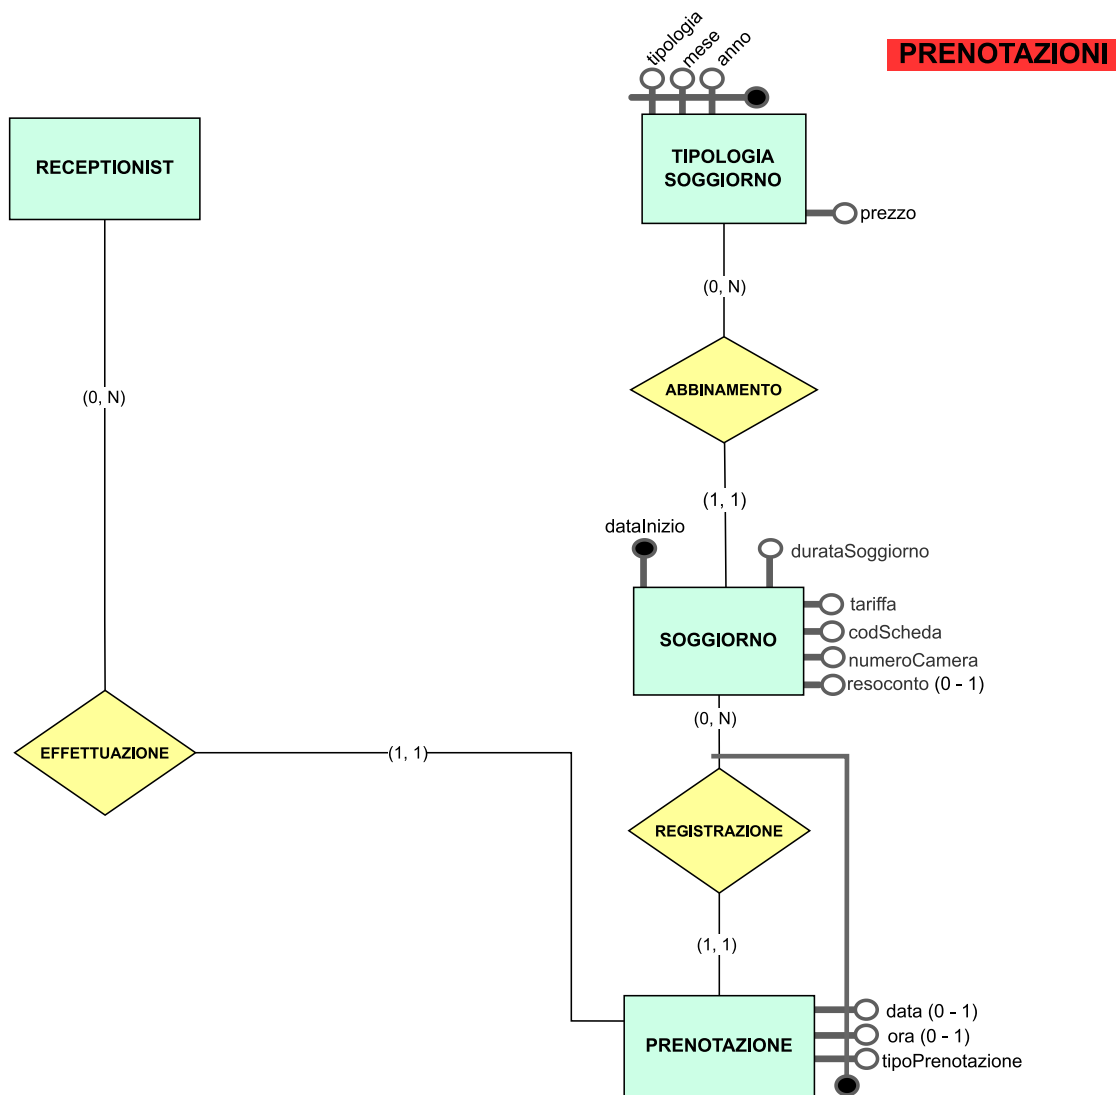 tipologia
mese
anno
PRENOTAZIONI
RECEPTIONIST
TIPOLOGIA
SOGGIORNO
prezzo
(0, N)
ABBINAMENTO
(0, N)
(1, 1)
dataInizio
durataSoggiorno
SOGGIORNO
tariffa
codScheda
numeroCamera
resoconto (0 - 1)
(0, N)
EFFETTUAZIONE
(1, 1)
REGISTRAZIONE
(1, 1)
PRENOTAZIONE
data (0 - 1)
ora (0 - 1)
tipoPrenotazione